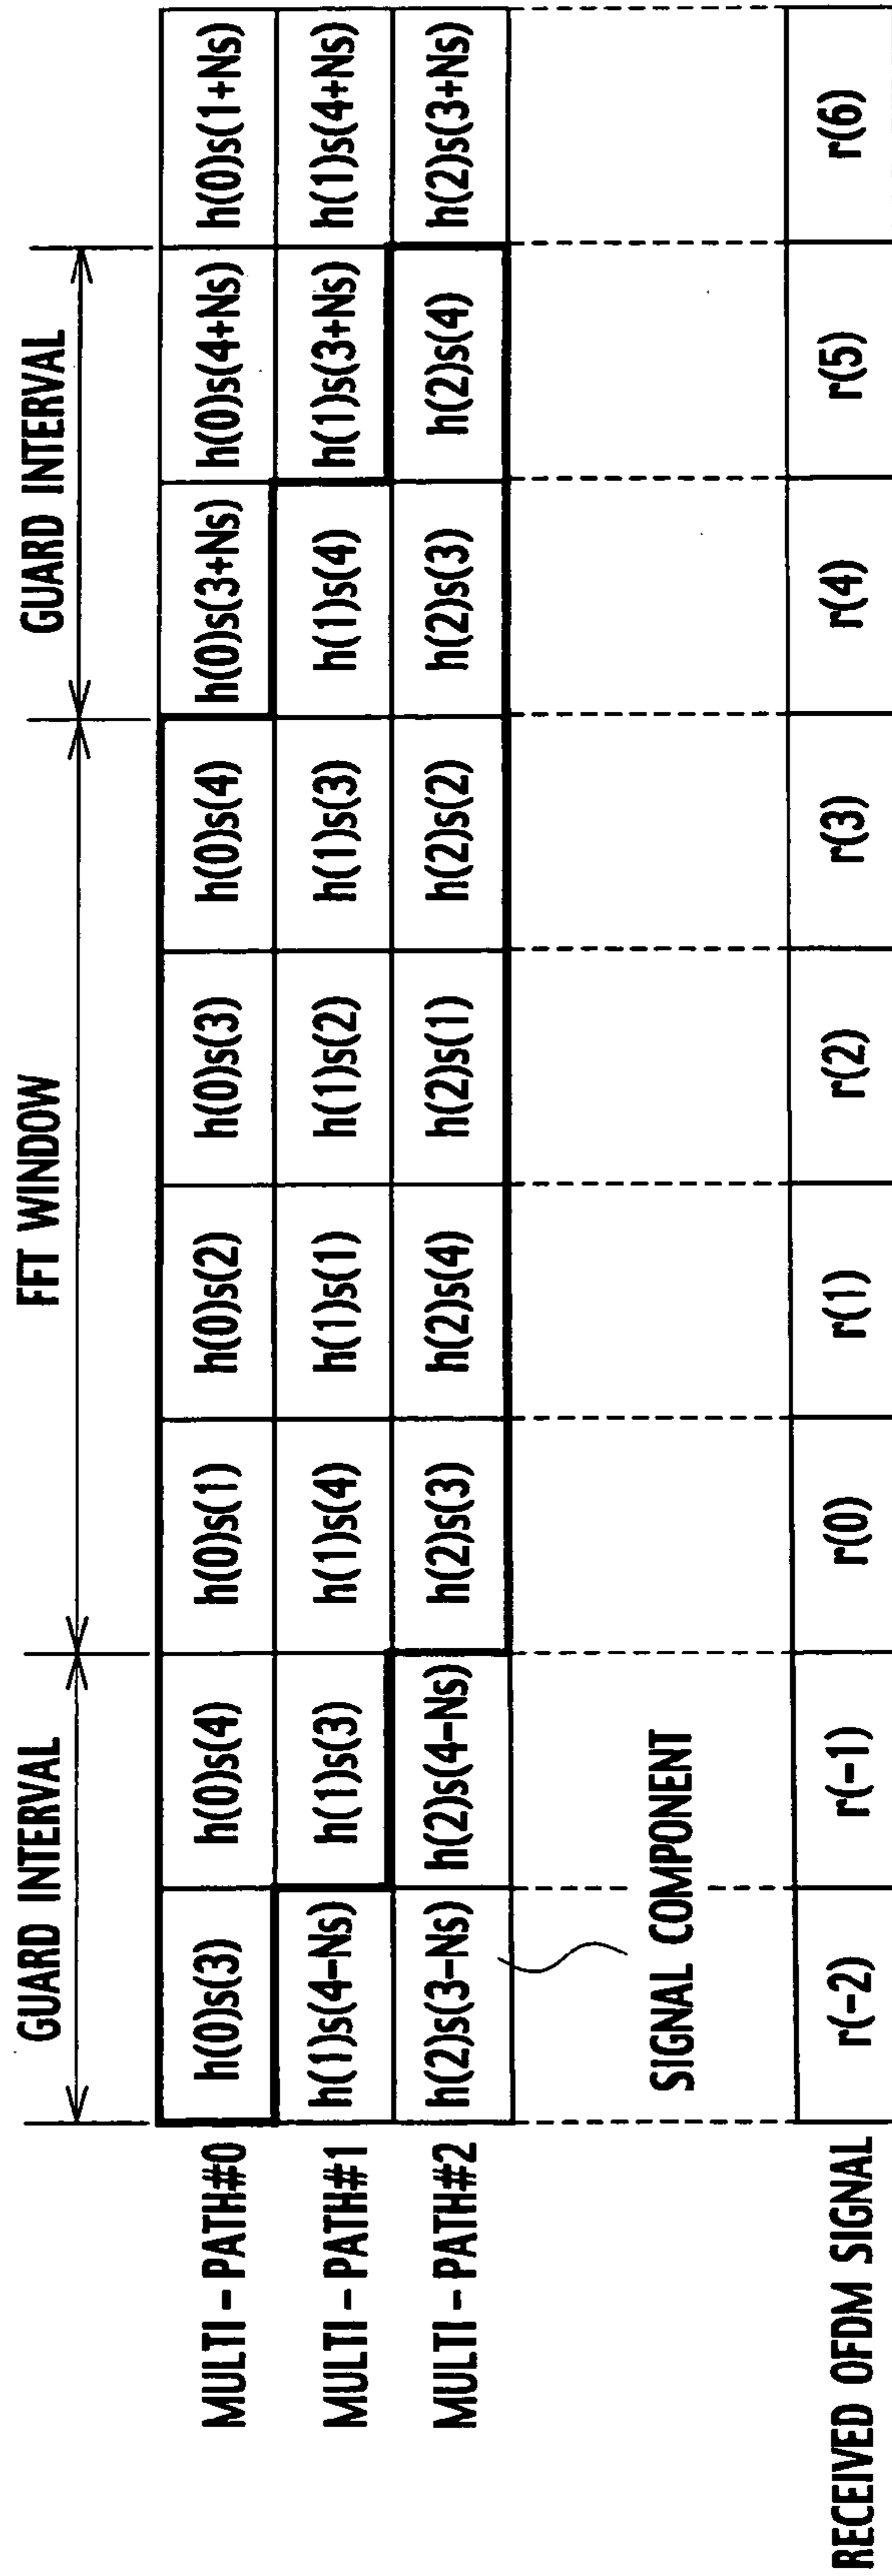 GUARD INTERVAL FFT WINDOW GUARD INTERVAL
MULTI-PATH#0 h(0)s(3) h(0)s(4) h(0)s(1) h(0)s(2) h(0)s(3) h(0)s(4) h(0)s(3+Ns) h(0)s(4+Ns) h(0)s(1+Ns)
MULTI-PATH#1 h(1)s(4-Ns) h(1)s(3) h(1)s(4) h(1)s(1) h(1)s(2) h(1)s(3) h(1)s(4) h(1)s(3+Ns) h(1)s(4+Ns)
MULTI-PATH#2 h(2)s(3-Ns) h(2)s(4-Ns) h(2)s(3) h(2)s(4) h(2)s(1) h(2)s(2) h(2)s(3) h(2)s(4) h(2)s(3+Ns)
SIGNAL COMPONENT
RECEIVED OFDM SIGNAL r(-2) r(-1) r(0) r(1) r(2) r(3) r(4) r(5) r(6)